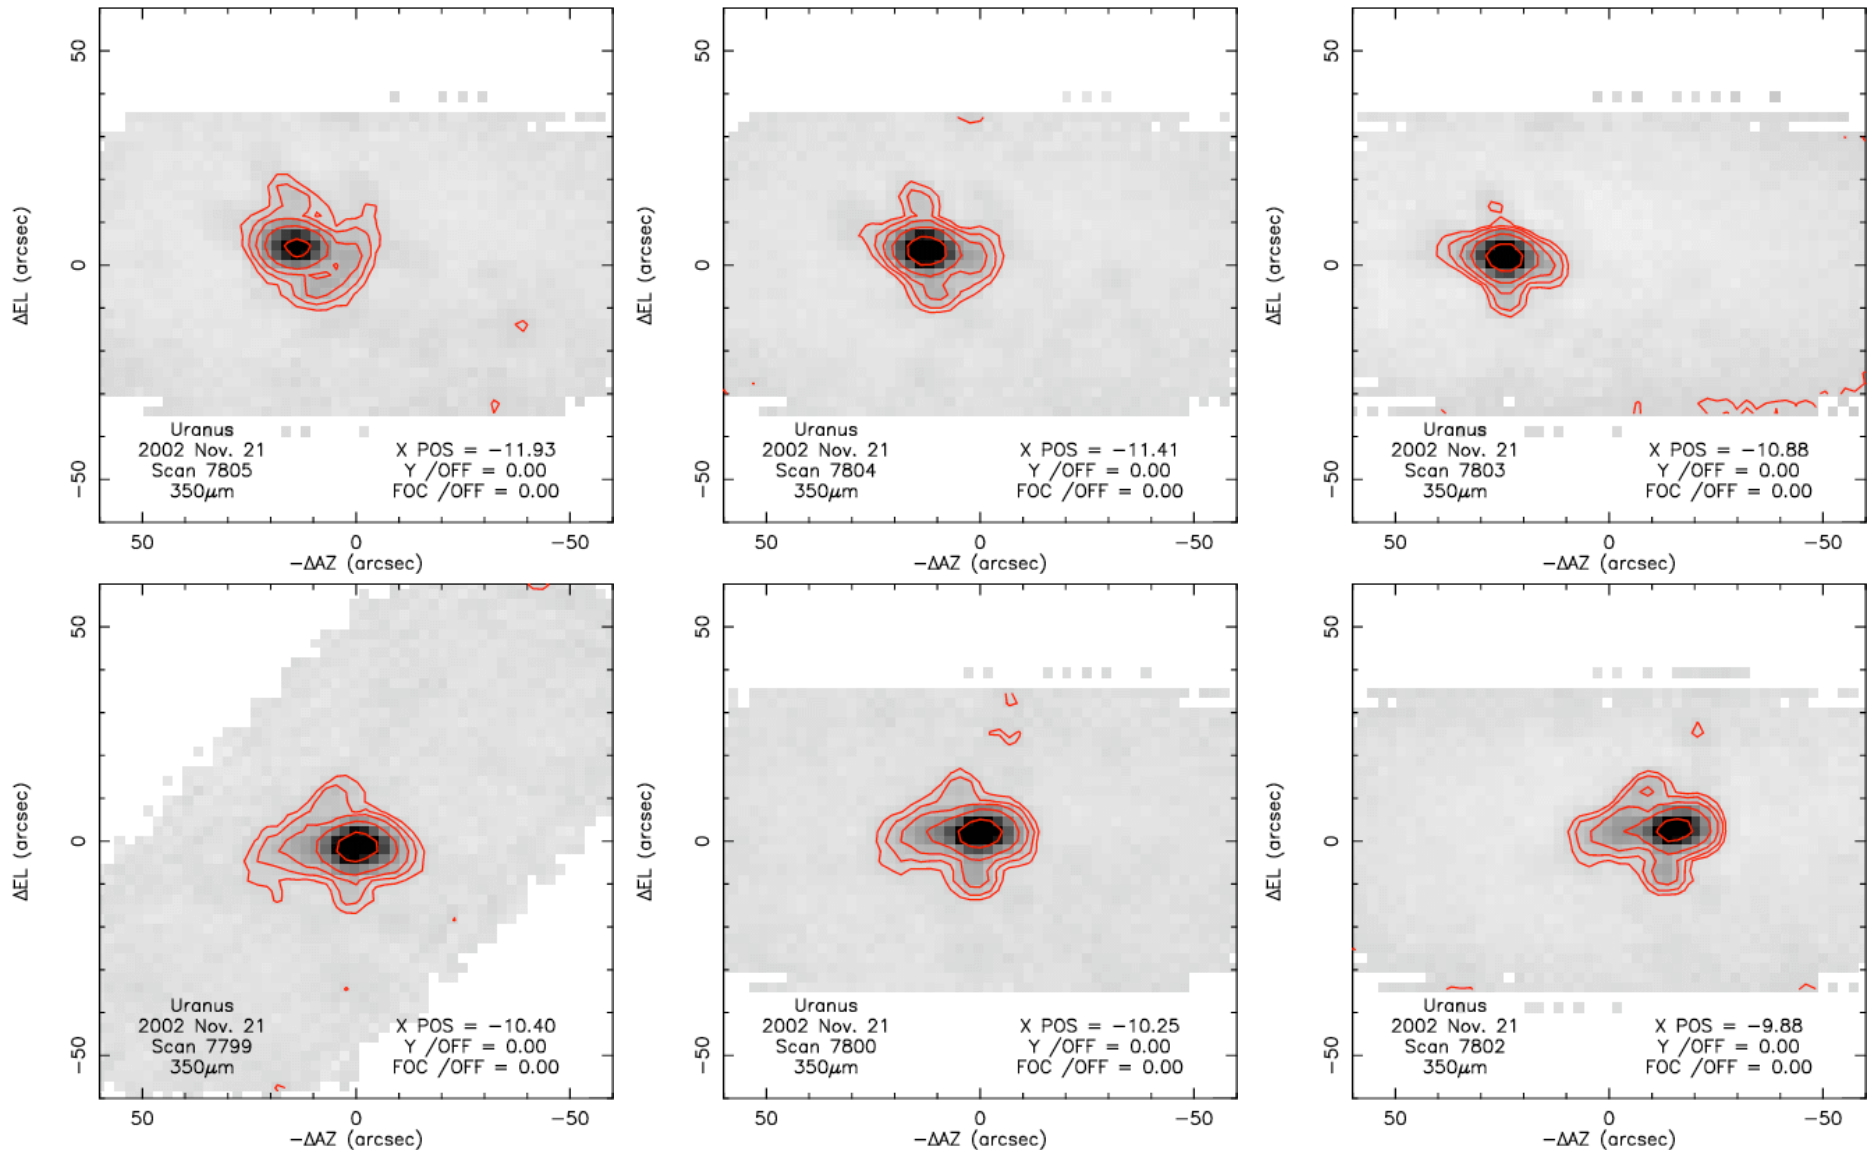 50
0
−50
ΔEL (arcsec)
Uranus
2002 Nov. 21
Scan 7805
350μm
X POS = −11.93
Y /OFF = 0.00
FOC /OFF = 0.00
50
0
−50
−ΔAZ (arcsec)
50
0
−50
ΔEL (arcsec)
Uranus
2002 Nov. 21
Scan 7804
350μm
X POS = −11.41
Y /OFF = 0.00
FOC /OFF = 0.00
50
0
−50
−ΔAZ (arcsec)
50
0
−50
ΔEL (arcsec)
Uranus
2002 Nov. 21
Scan 7803
350μm
X POS = −10.88
Y /OFF = 0.00
FOC /OFF = 0.00
50
0
−50
−ΔAZ (arcsec)
50
0
−50
ΔEL (arcsec)
Uranus
2002 Nov. 21
Scan 7799
350μm
X POS = −10.40
Y /OFF = 0.00
FOC /OFF = 0.00
50
0
−50
−ΔAZ (arcsec)
50
0
−50
ΔEL (arcsec)
Uranus
2002 Nov. 21
Scan 7800
350μm
X POS = −10.25
Y /OFF = 0.00
FOC /OFF = 0.00
50
0
−50
−ΔAZ (arcsec)
50
0
−50
ΔEL (arcsec)
Uranus
2002 Nov. 21
Scan 7802
350μm
X POS = −9.88
Y /OFF = 0.00
FOC /OFF = 0.00
50
0
−50
−ΔAZ (arcsec)